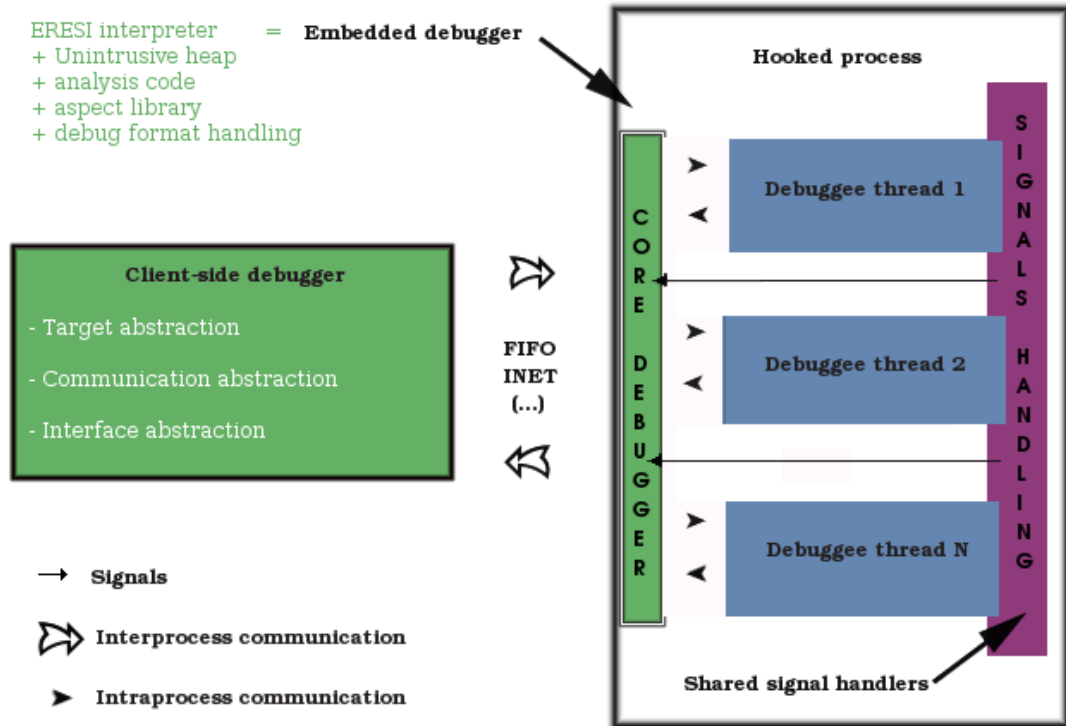 ERESI interpreter = Embedded debugger
+ Unintrusive heap
+ analysis code
+ aspect library
+ debug format handling
Client-side debugger
- Target abstraction
- Communication abstraction
- Interface abstraction
FIFO
INET
(...)
Hooked process
CORE DEBUGGER
Debuggee thread 1
Debuggee thread 2
Debuggee thread N
SIGNALS HANDLING
Shared signal handlers
Signals
Interprocess communication
Intraprocess communication